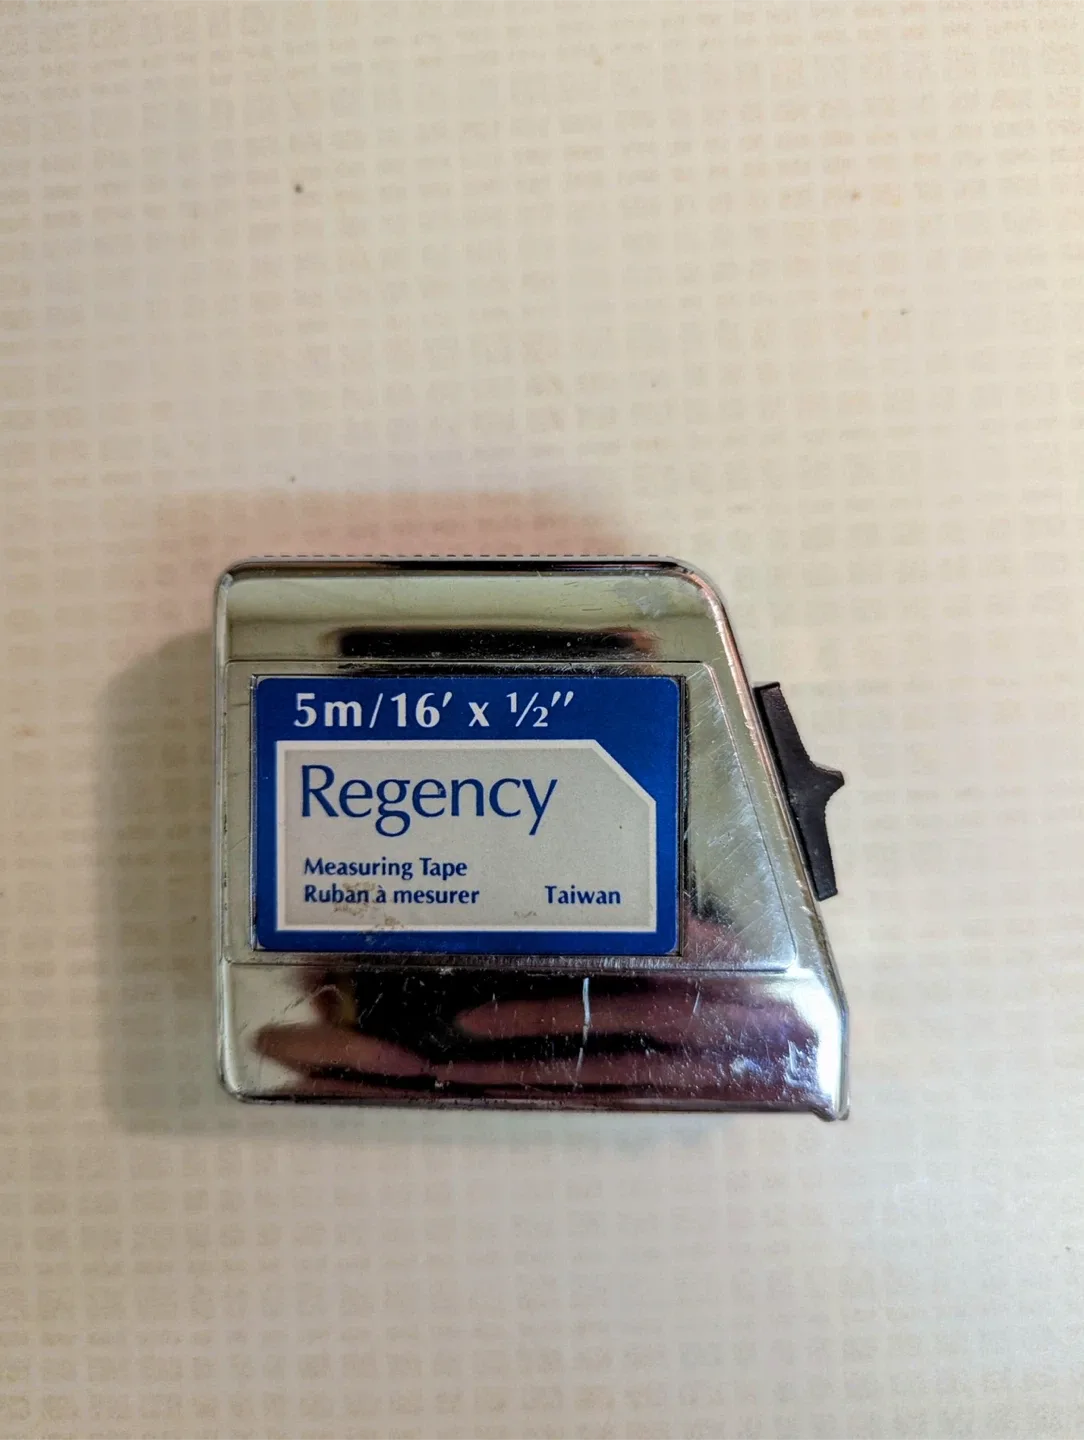 5m/16′ x ½″
Regency
Measuring Tape
Ruban à mesurer Taiwan